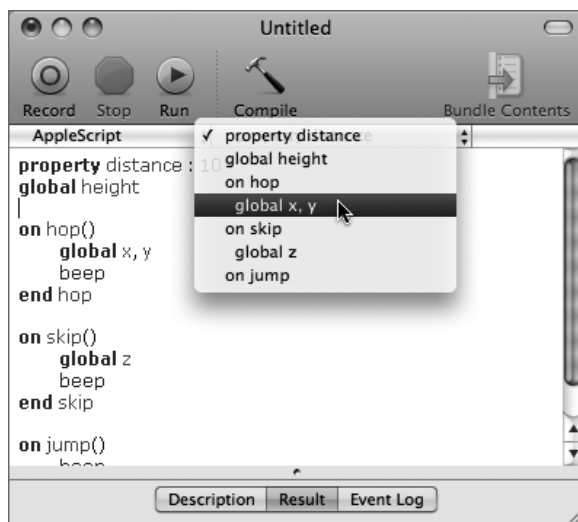 Untitled
Record Stop Run Compile Bundle Contents
AppleScript
✓ property distance
global height
on hop
global x, y
on skip
global z
on jump
property distance : 10
global height
on hop()
global x, y
beep
end hop
on skip()
global z
beep
end skip
on jump()
beep
Description Result Event Log